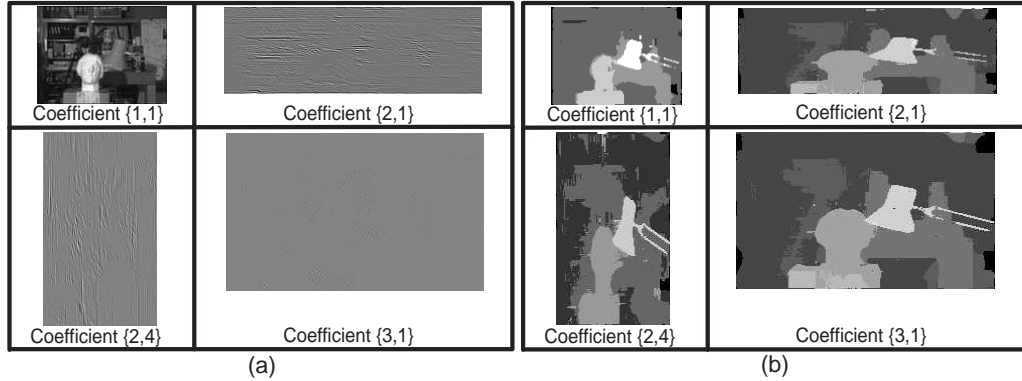 Coefficient {1,1}
Coefficient {2,1}
Coefficient {2,4}
Coefficient {3,1}
(a)
Coefficient {1,1}
Coefficient {2,1}
Coefficient {2,4}
Coefficient {3,1}
(b)